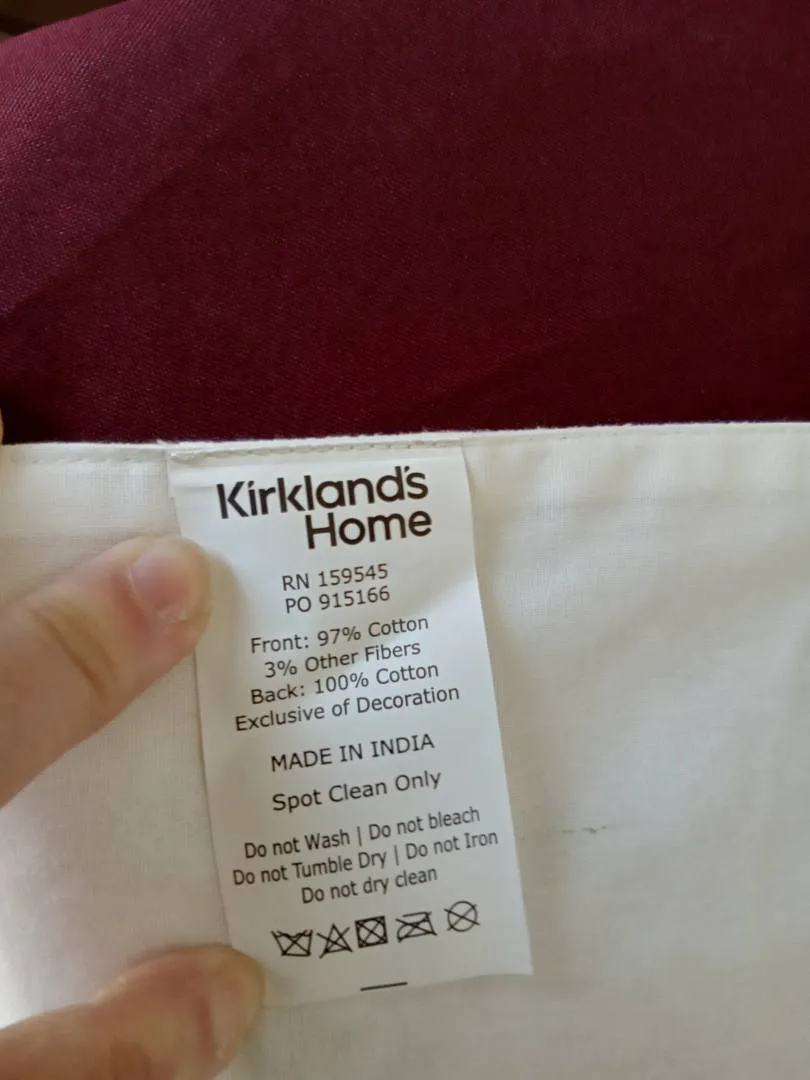 Kirkland's
Home
RN 159545
PO 915166
Front: 97% Cotton
3% Other Fibers
Back: 100% Cotton
Exclusive of Decoration
MADE IN INDIA
Spot Clean Only
Do not Wash | Do not bleach
Do not Tumble Dry | Do not Iron
Do not dry clean